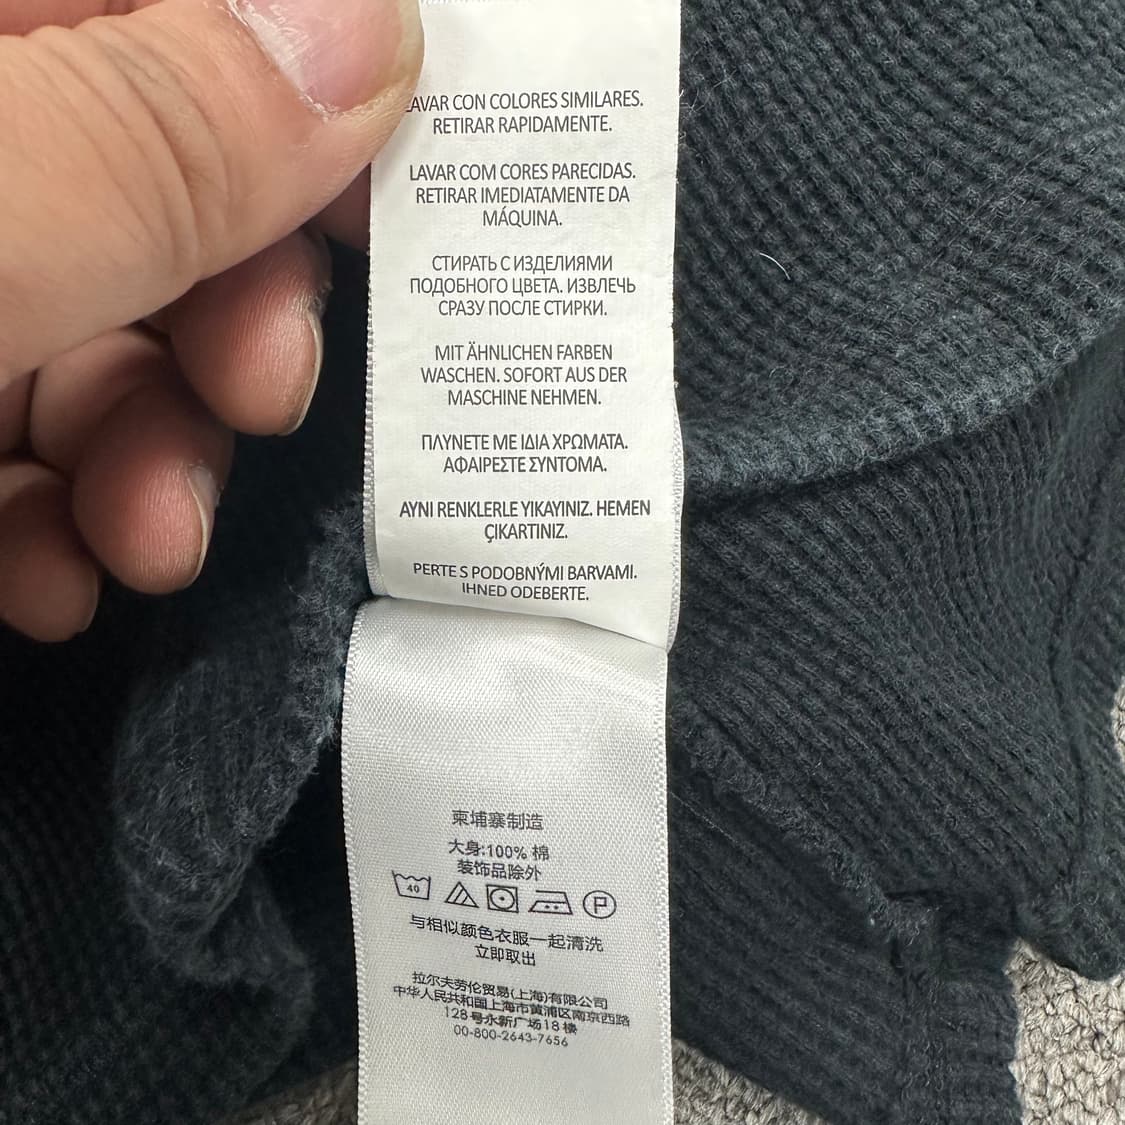 LAVAR CON COLORES SIMILARES.
RETIRAR RAPIDAMENTE.
LAVAR COM CORES PARECIDAS.
RETIRAR IMEDIATAMENTE DA
MÁQUINA.
СТИРАТЬ С ИЗДЕЛИЯМИ
ПОДОБНОГО ЦВЕТА. ИЗВЛЕЧЬ
СРАЗУ ПОСЛЕ СТИРКИ.
MIT ÄHNLICHEN FARBEN
WASCHEN. SOFORT AUS DER
MASCHINE NEHMEN.
ΠΛΥΝΕΤΕ ΜΕ ΙΔΙΑ ΧΡΩΜΑΤΑ.
ΑΦΑΙΡΕΣΤΕ ΣΥΝΤΟΜΑ.
AYNI RENKLERLE YIKAYINIZ. HEMEN
ÇIKARTINIZ.
PERTE S PODOBNÝMI BARVAMI.
IHNED ODEBERTE.
柬埔寨制造
大身:100% 棉
装饰品除外
40 P
与相似颜色衣服一起清洗
立即取出
拉尔夫劳伦贸易(上海)有限公司
中华人民共和国上海市黄浦区南京西路
128号永新广场18楼
00-800-2643-7656